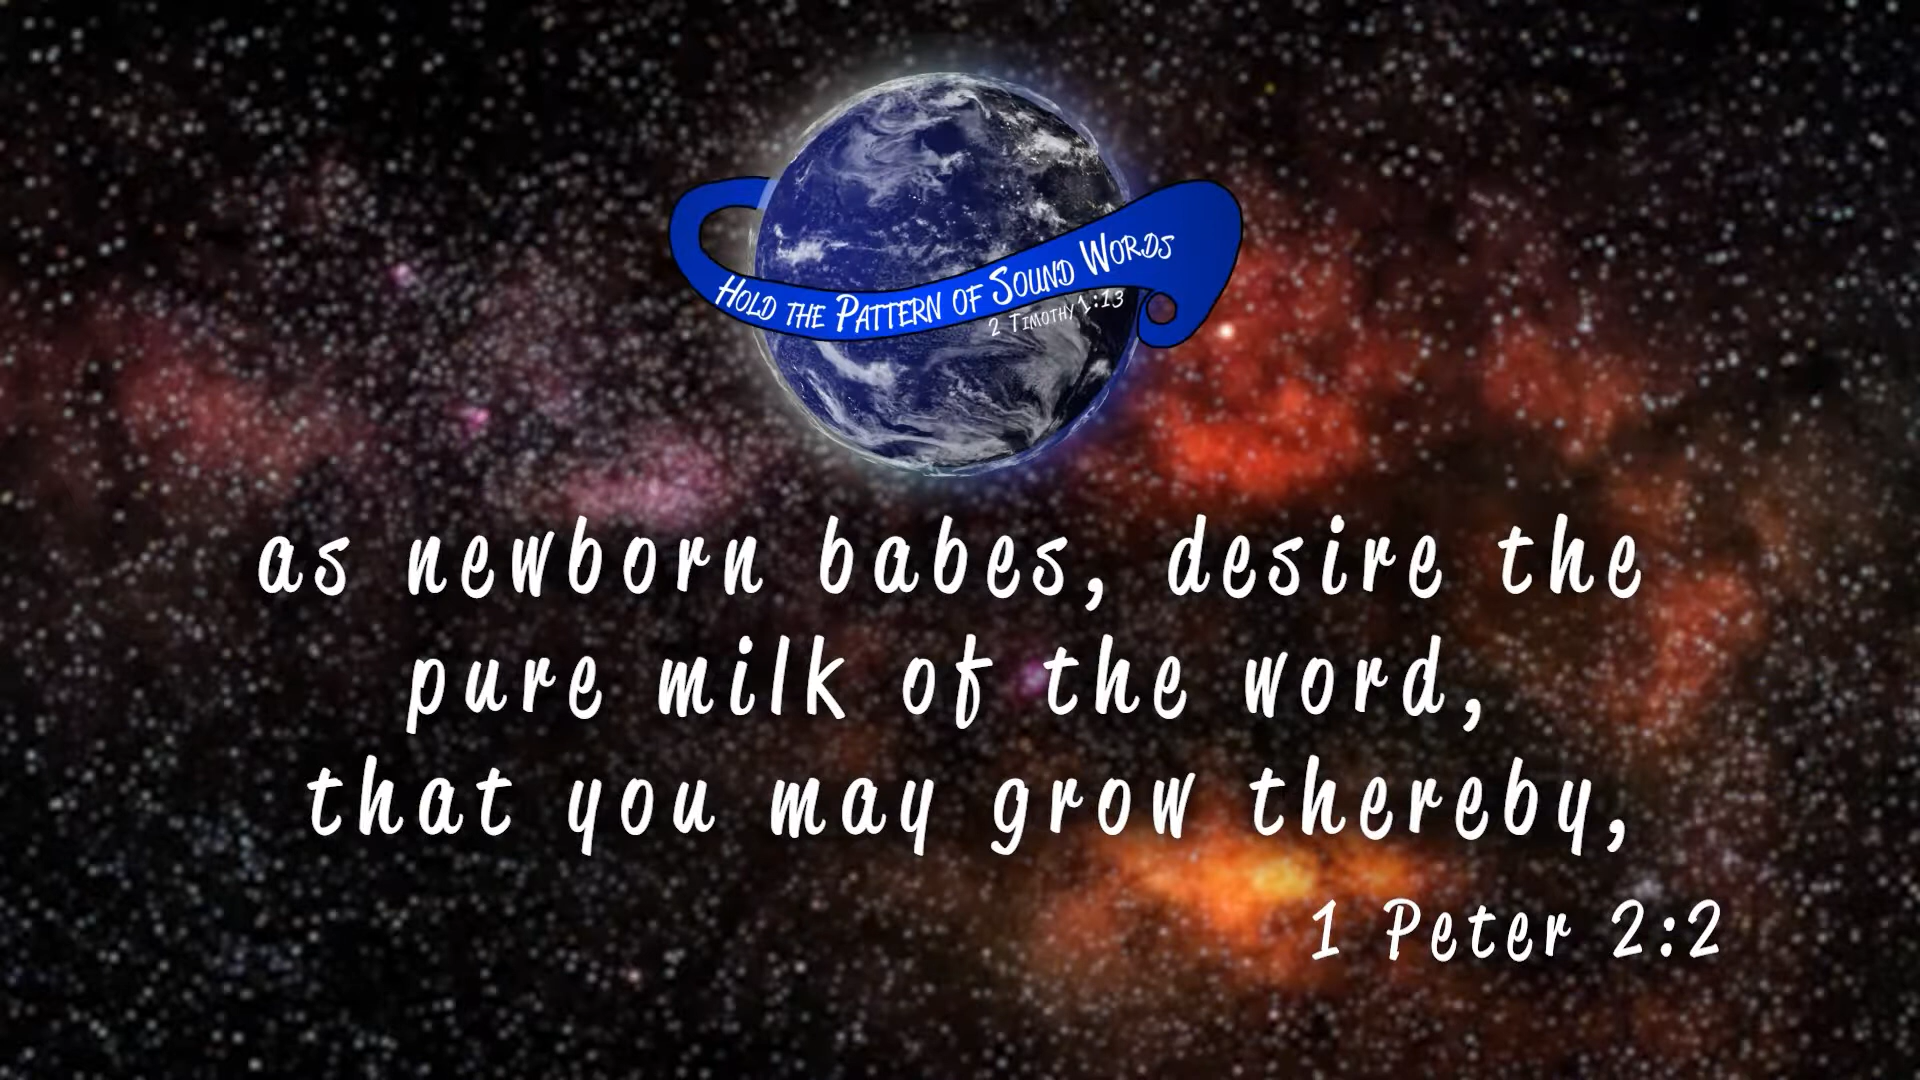 Hold the Pattern of Sound Words
2 Timothy 1:13
as newborn babes, desire the
pure milk of the word,
that you may grow thereby,
1 Peter 2:2